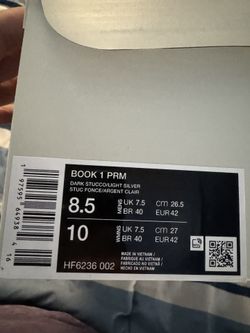 BOOK 1 PRM
DARK STUCCO/LIGHT SILVER
STUC FONCE/ARGENT CLAIR
8.5 MENS UK 7.5 CM 26.5
BR 40 EUR 42
10 WMNS UK 7.5 CM 27
BR 40 EUR 42
HF6236 002
MADE IN VIETNAM
FABRIQUE AU VIETNAM
FABRICADO EN VIETNAM
HECHO EN VIETNAM